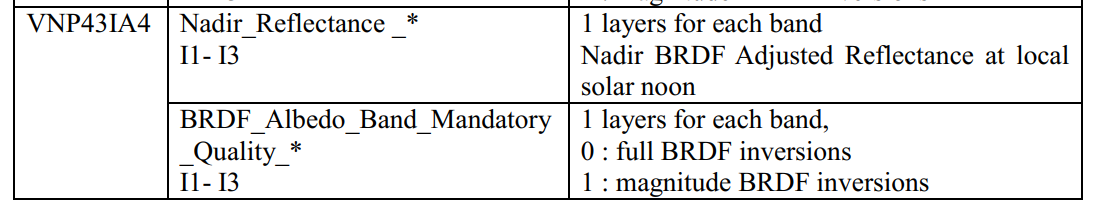 VNP43IA4
Nadir_Reflectance _*
I1- I3
1 layers for each band
Nadir BRDF Adjusted Reflectance at local
solar noon
BRDF_Albedo_Band_Mandatory
_Quality_*
I1- I3
1 layers for each band,
0 : full BRDF inversions
1 : magnitude BRDF inversions